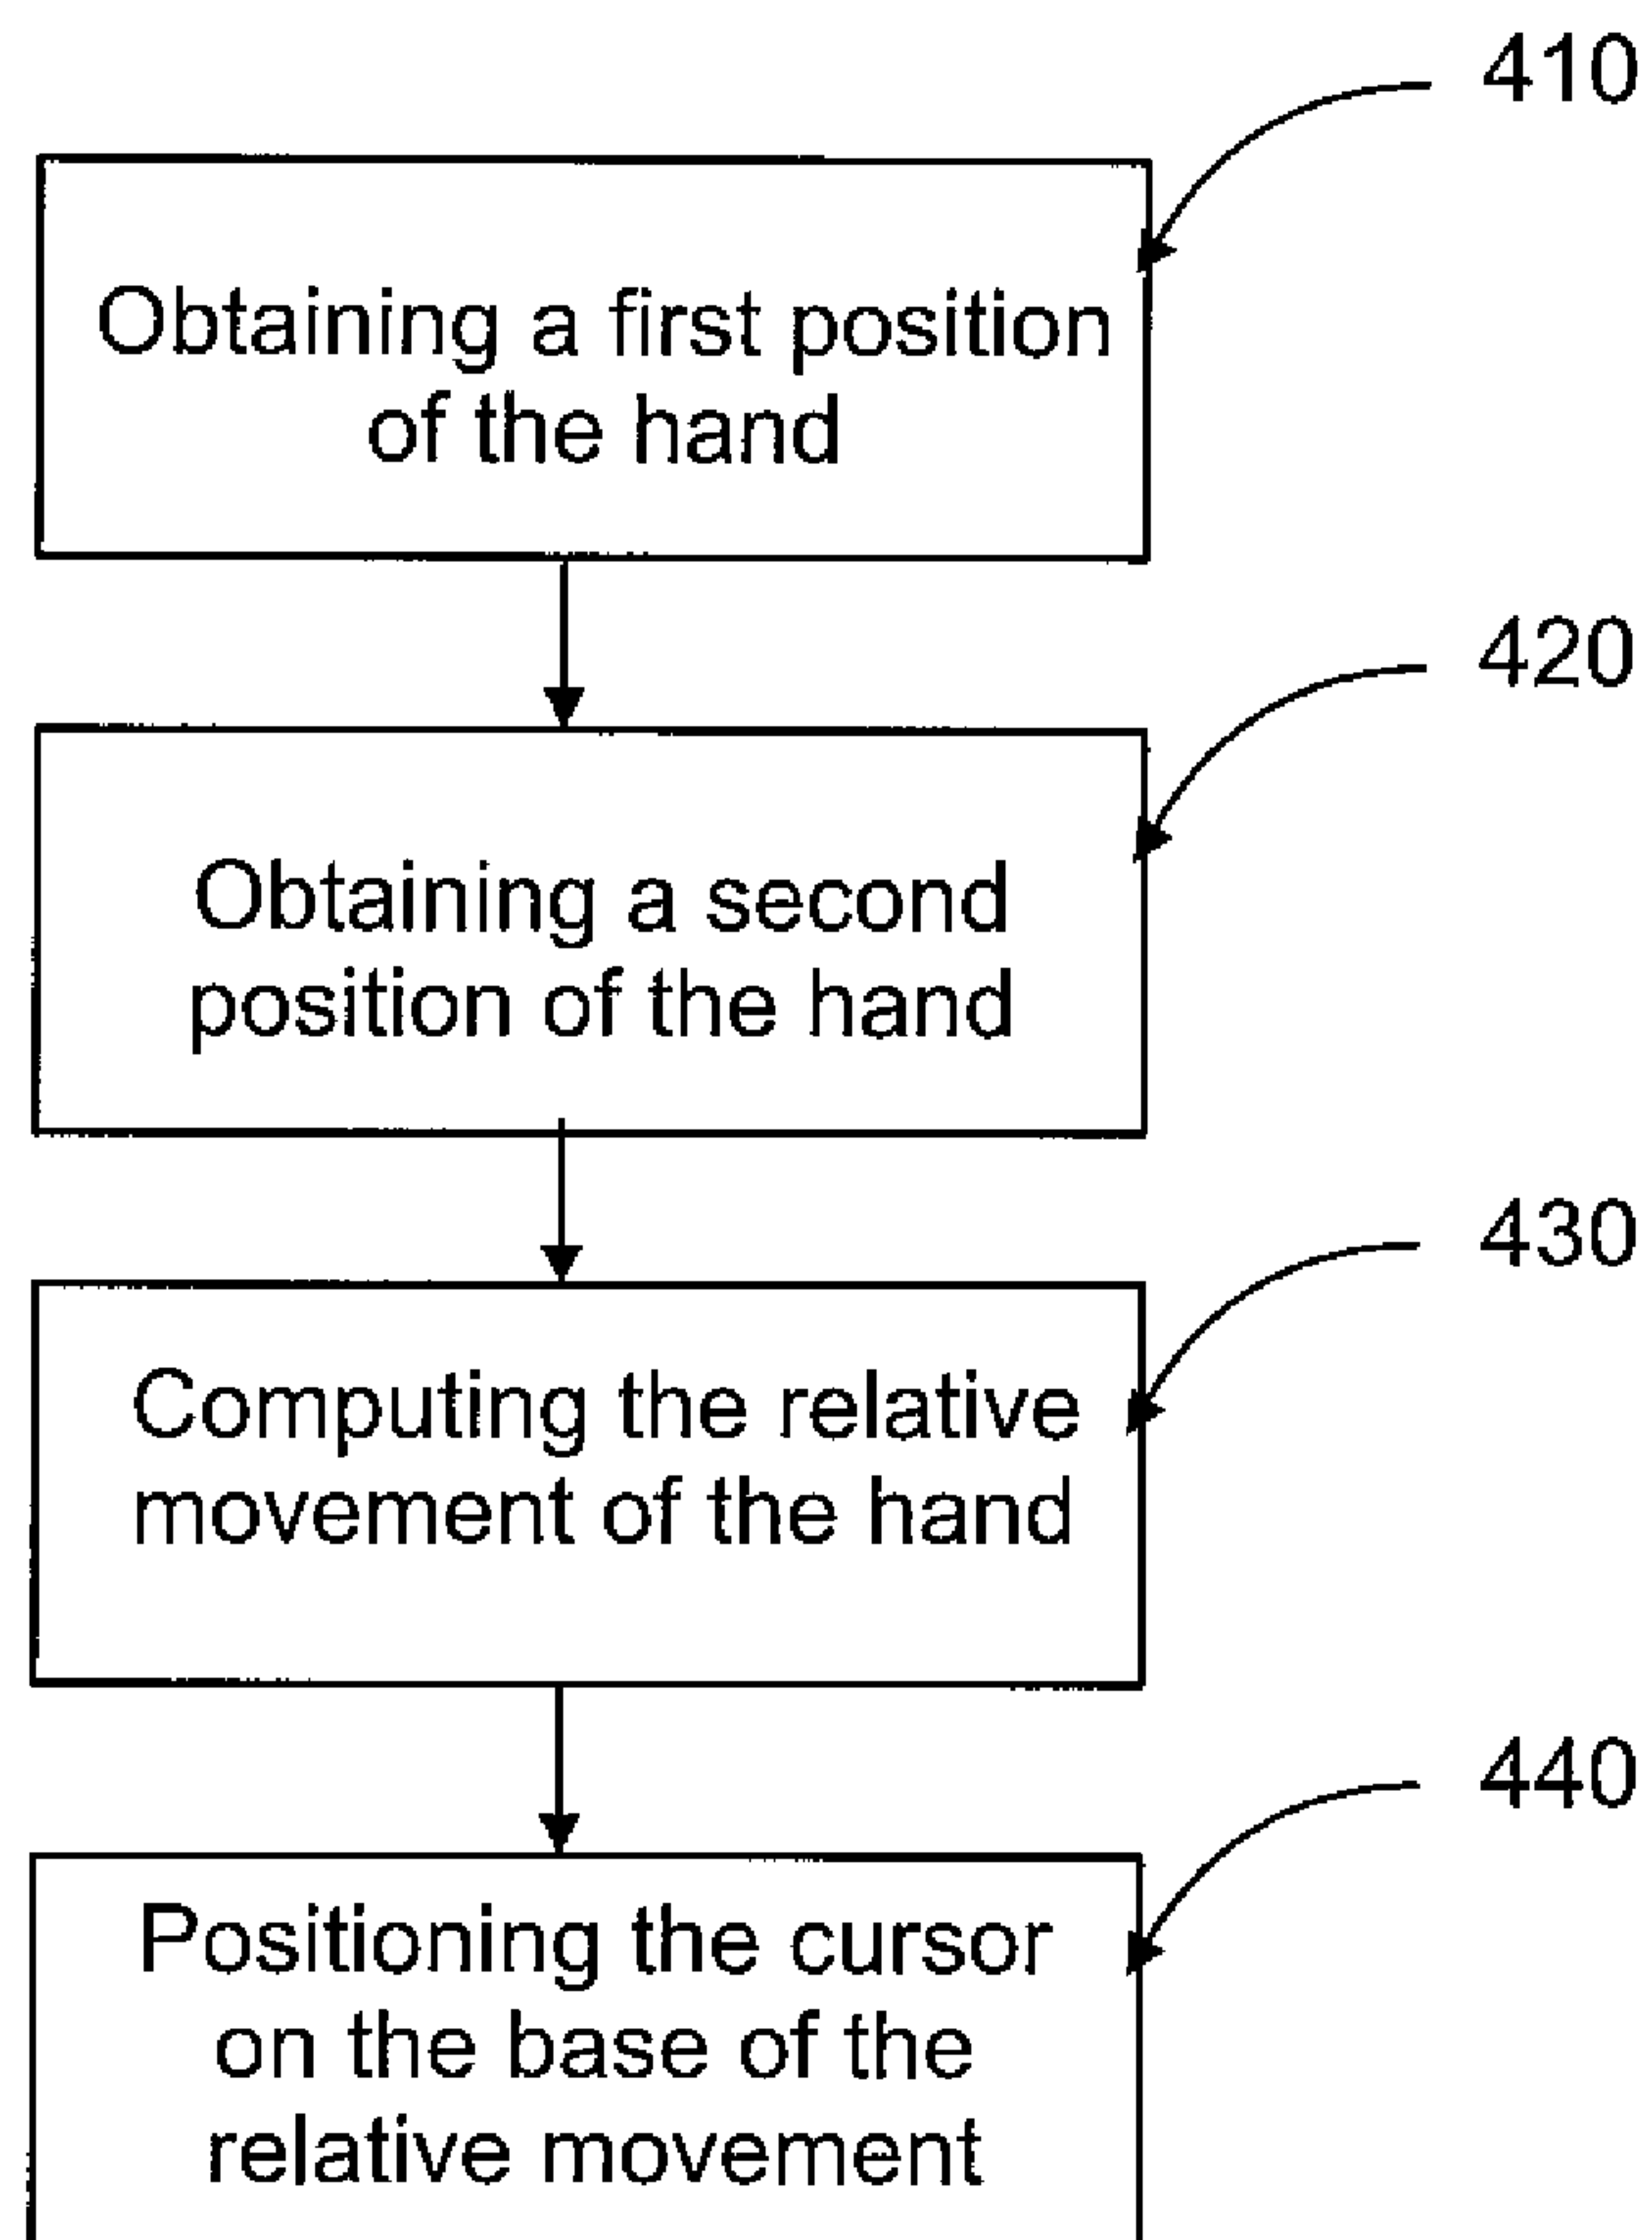 410
Obtaining a first position
of the hand
420
Obtaining a second
position of the hand
430
Computing the relative
movement of the hand
440
Positioning the cursor
on the base of the
relative movement